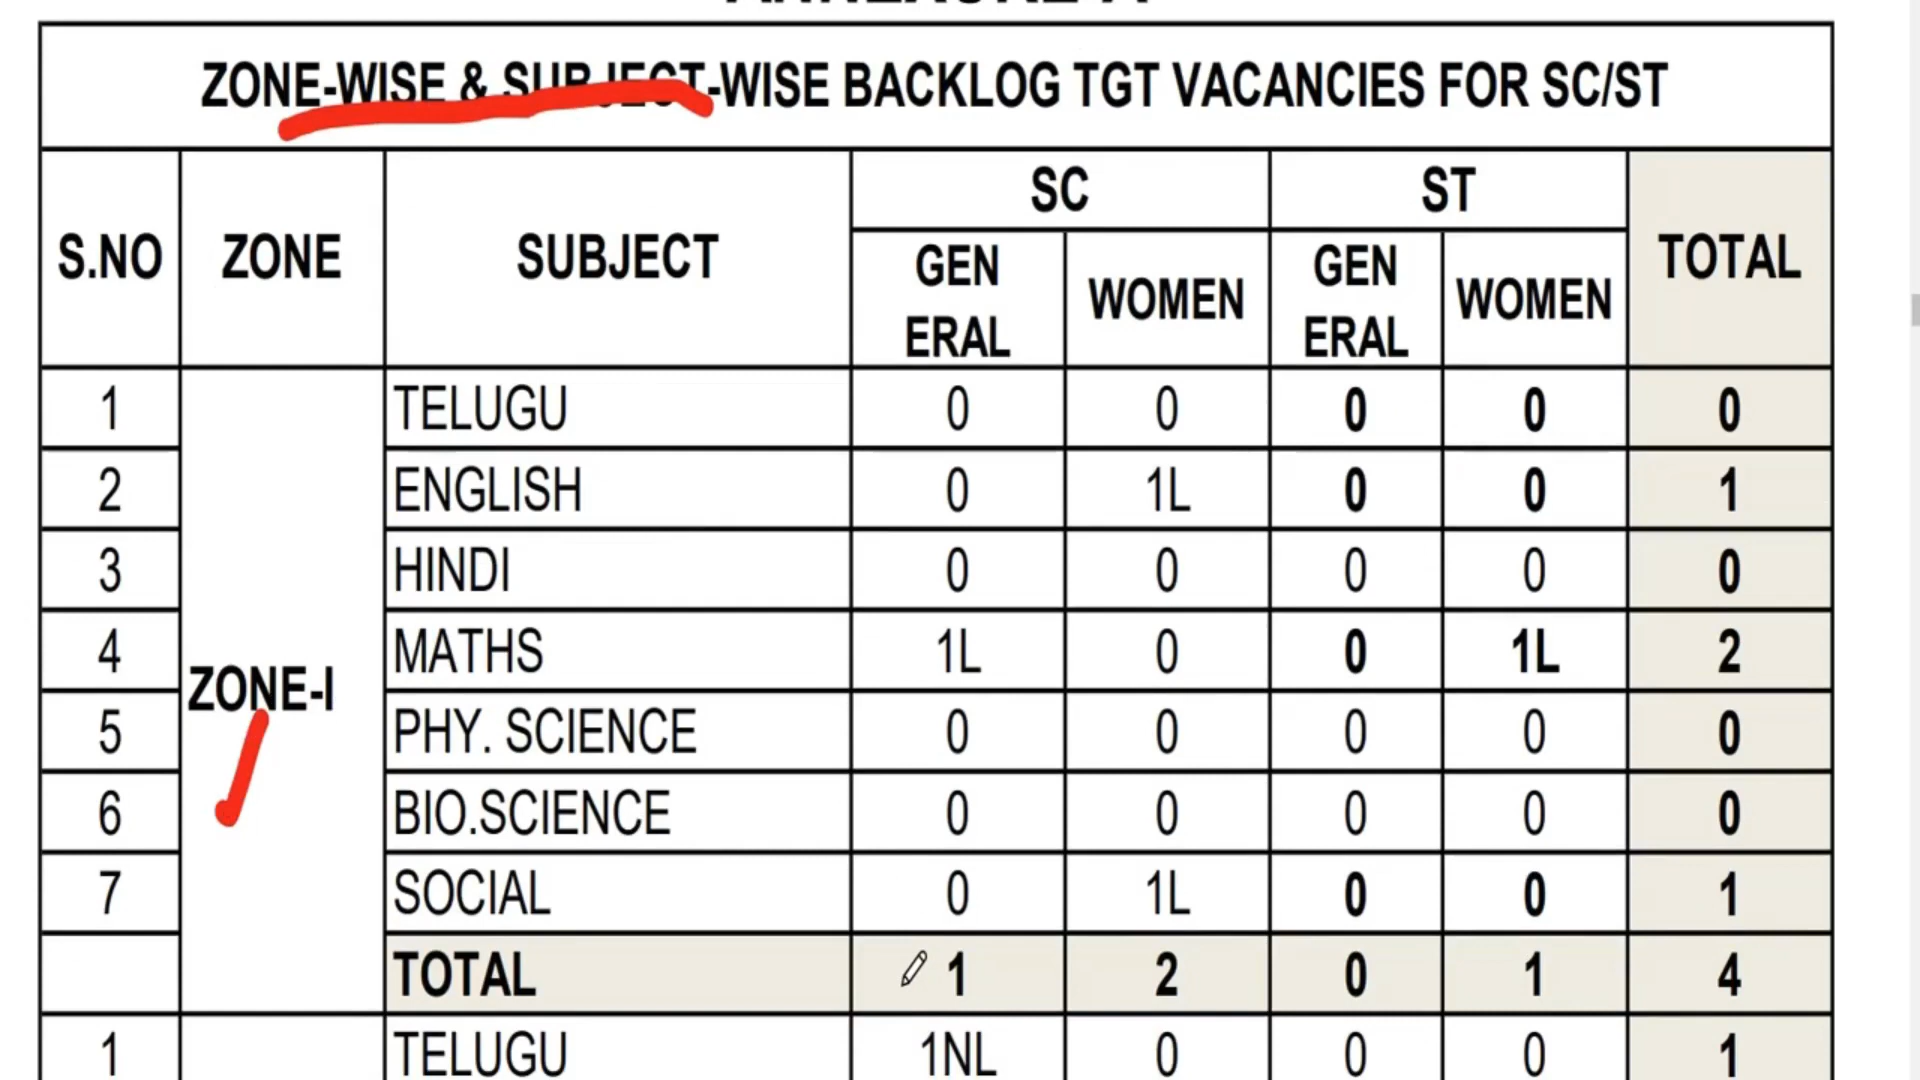 ZONE-WISE & SUBJECT-WISE BACKLOG TGT VACANCIES FOR SC/ST
S.NO ZONE SUBJECT SC ST TOTAL
GEN ERAL WOMEN GEN ERAL WOMEN
1 TELUGU 0 0 0 0 0
2 ENGLISH 0 1L 0 0 1
3 HINDI 0 0 0 0 0
4 MATHS 1L 0 0 1L 2
ZONE-I
5 PHY. SCIENCE 0 0 0 0 0
6 BIO.SCIENCE 0 0 0 0 0
7 SOCIAL 0 1L 0 0 1
TOTAL 1 2 0 1 4
1 TELUGU 1NL 0 0 0 1